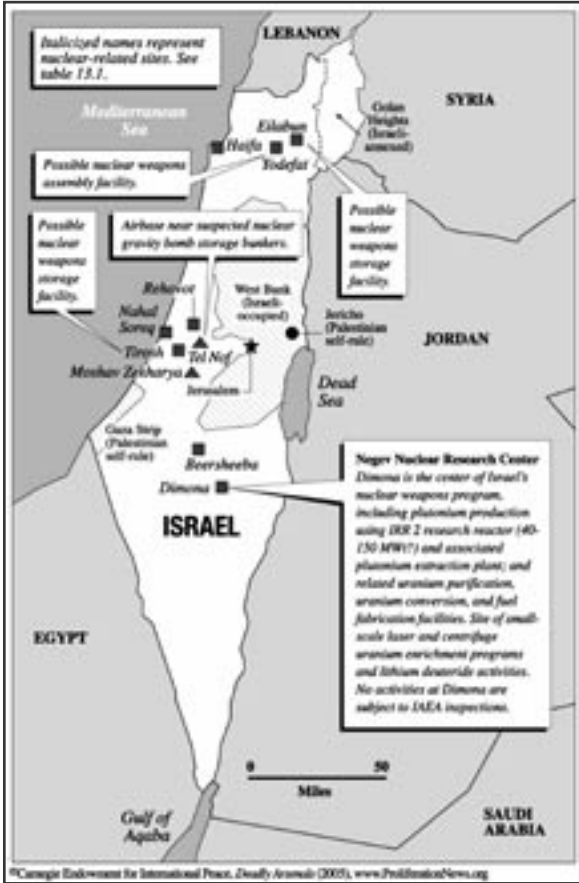 Italicized names represent
nuclear-related sites. See
table 13.1.
LEBANON
SYRIA
Mediterranean
Sea
Golan
Heights
(Israeli-
annexed)
Eilabun
Haifa
Yodefat
Possible nuclear weapons
assembly facility.
Possible
nuclear
weapons
storage
facility.
Airbase near suspected nuclear
gravity bomb storage bunkers.
Possible
nuclear
weapons
storage
facility.
Rehovot
West Bank
(Israeli-
occupied)
Jericho
(Palestinian
self-rule)
JORDAN
Nahal
Soreq
Tirosh
Tel Nof
Moshav Zekharya
Jerusalem
Dead
Sea
Gaza Strip
(Palestinian
self-rule)
Beersheeba
Dimona
ISRAEL
Negev Nuclear Research Center
Dimona is the center of Israel's
nuclear weapons program,
including plutonium production
using IRR 2 research reactor (40-
150 MWt?) and associated
plutonium extraction plant; and
related uranium purification,
uranium conversion, and fuel
fabrication facilities. Site of small-
scale laser and centrifuge
uranium enrichment programs
and lithium deuteride activities.
No activities at Dimona are
subject to IAEA inspections.
EGYPT
0 50
Miles
Gulf of
Aqaba
SAUDI
ARABIA
©Carnegie Endowment for International Peace, Deadly Arsenals (2005), www.ProliferationNews.org